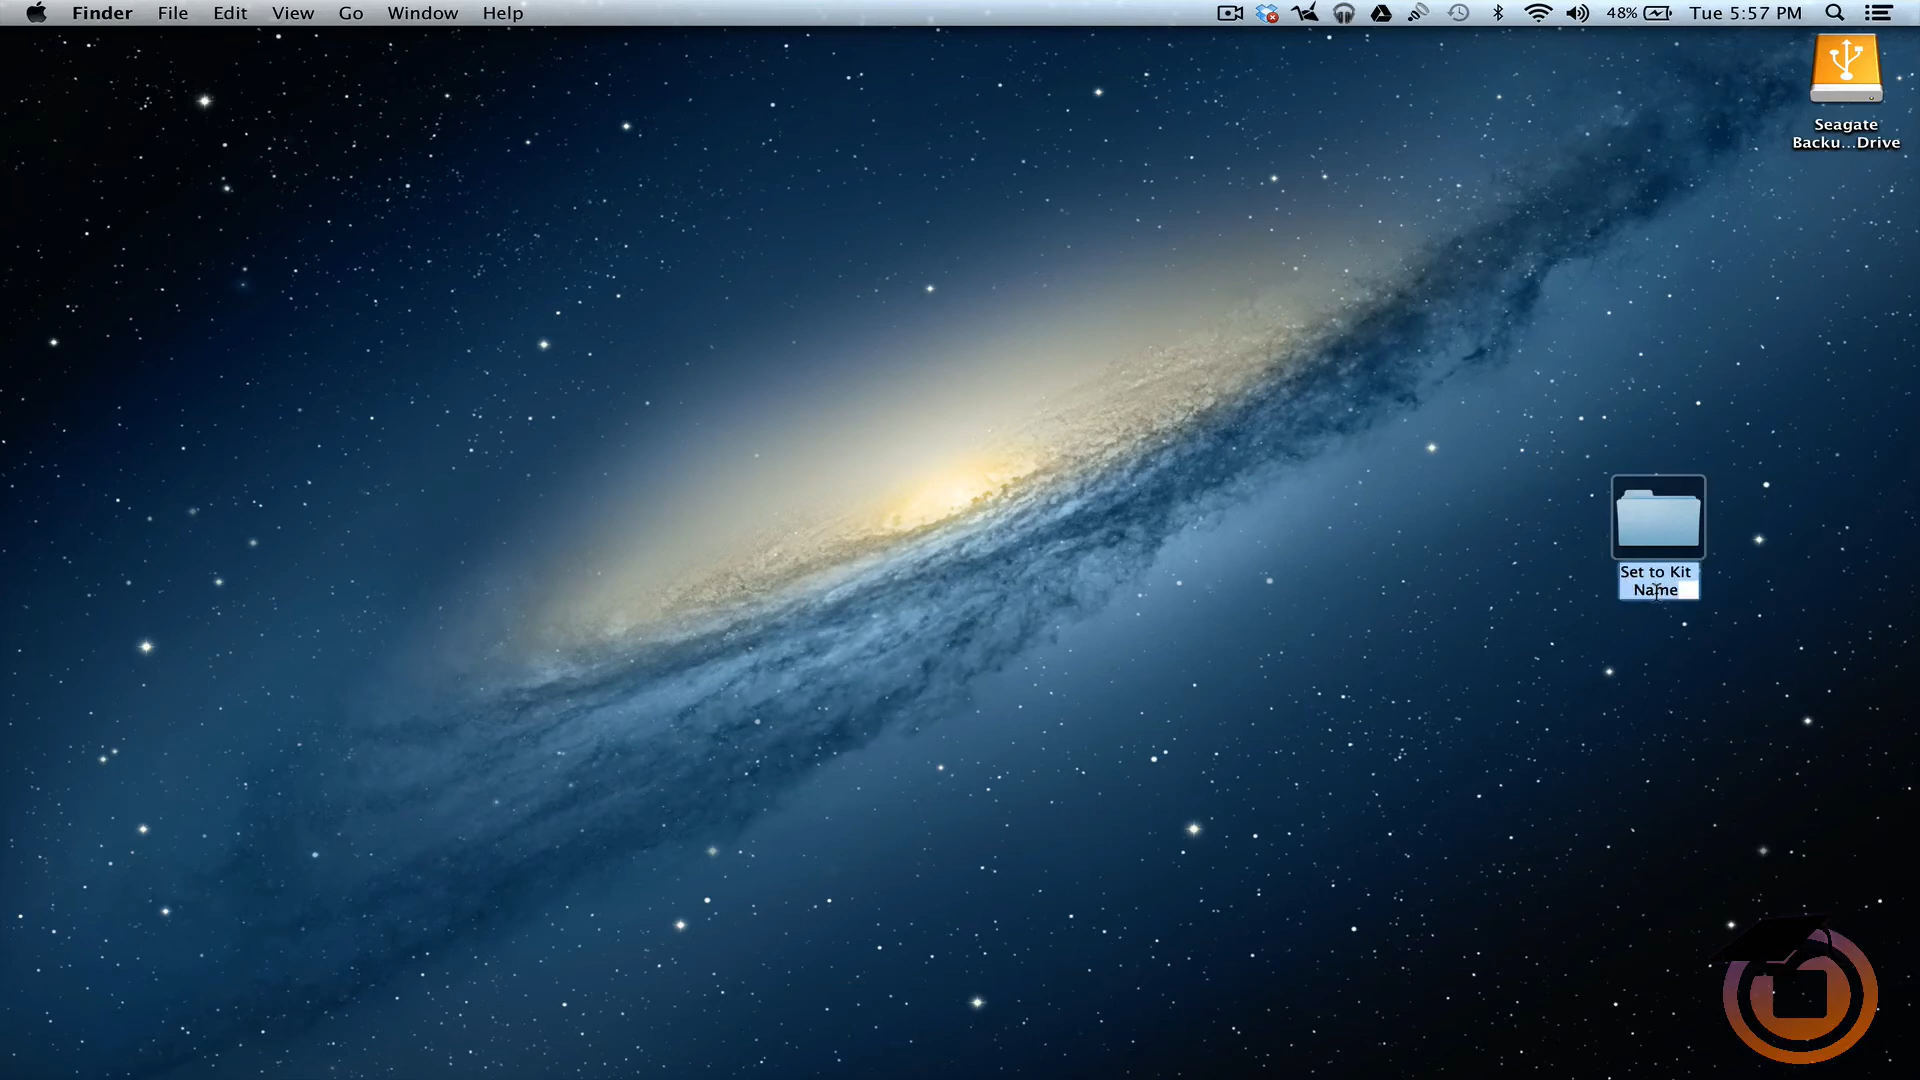 Finder File Edit View Go Window Help 48% Tue 5:57 PM
Seagate
Backu...Drive
Set to Kit
Name